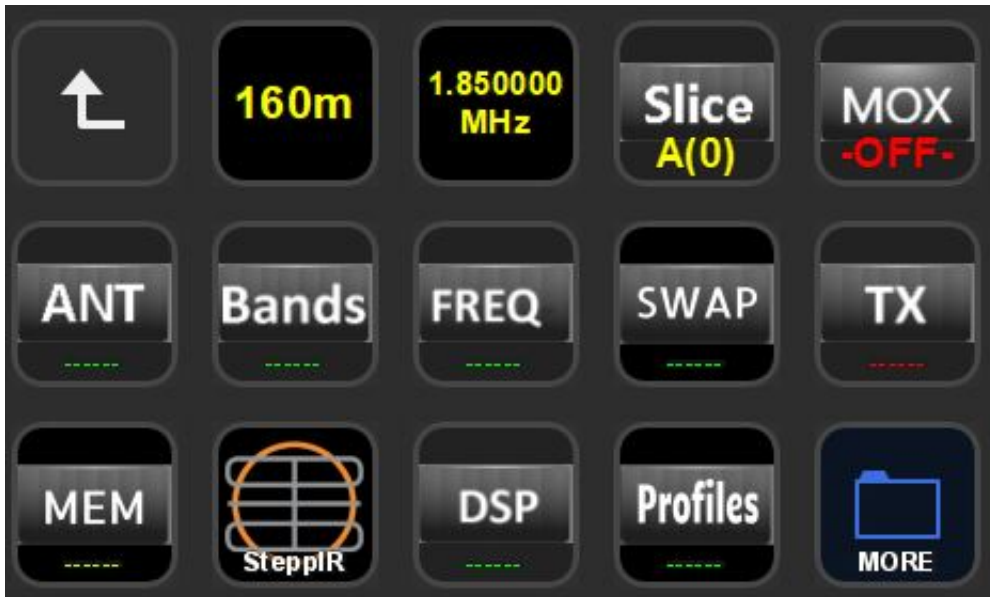 160m
1.850000
MHz
Slice
A(0)
MOX
-OFF-
ANT
------
Bands
------
FREQ
------
SWAP
------
TX
------
MEM
------
SteppIR
DSP
------
Profiles
------
MORE